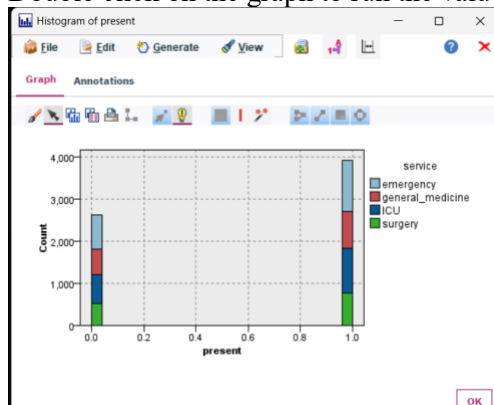 Histogram of present
File Edit Generate View
Graph Annotations
4,000
3,000
2,000
1,000
0
Count
0.0 0.2 0.4 0.6 0.8 1.0
present
service
emergency
general_medicine
ICU
surgery
OK